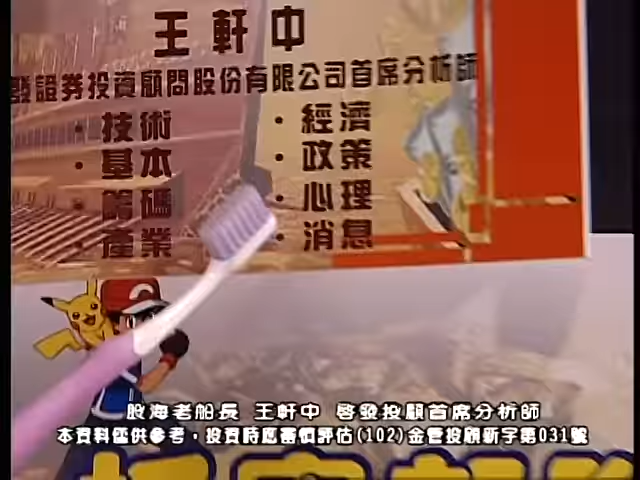 王軒中
發證券投資顧問股份有限公司首席分析師
·技術 ·經濟
·基本 ·政策
·籌碼 ·心理
·產業 ·消息
股海老船長 王軒中 啓發投顧首席分析師
本資料僅供參考，投資時應審慎評估(102)金管投顧新字第031號